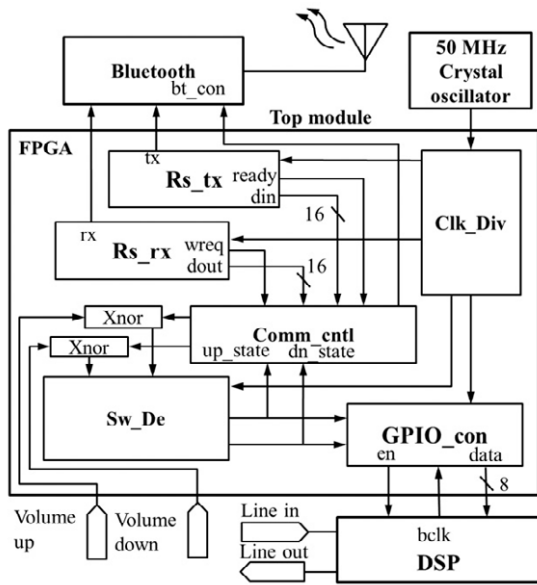 50 MHz
Crystal
oscillator
Bluetooth
bt_con
Top module
FPGA
tx
Rs_tx
ready
din
16
Clk_Div
rx
Rs_rx
wreq
dout
16
Xnor
Comm_cntl
Xnor
up_state
dn_state
Sw_De
GPIO_con
en
data
8
Volume
up
Volume
down
Line in
Line out
bclk
DSP